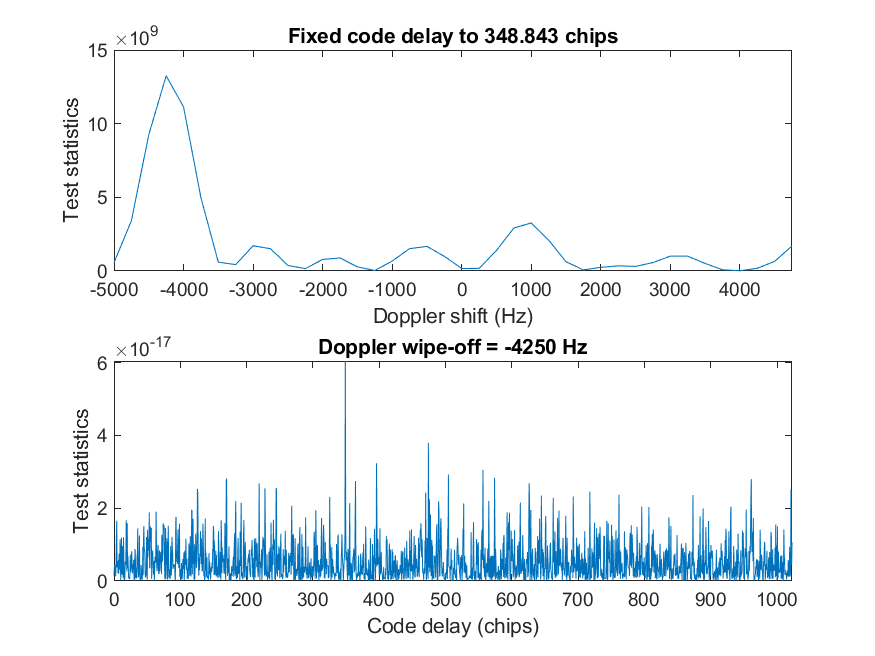 ×10⁹
Fixed code delay to 348.843 chips
15
10
5
0
Test statistics
-5000 -4000 -3000 -2000 -1000 0 1000 2000 3000 4000
Doppler shift (Hz)
×10⁻¹⁷
Doppler wipe-off = -4250 Hz
6
4
2
0
Test statistics
0 100 200 300 400 500 600 700 800 900 1000
Code delay (chips)